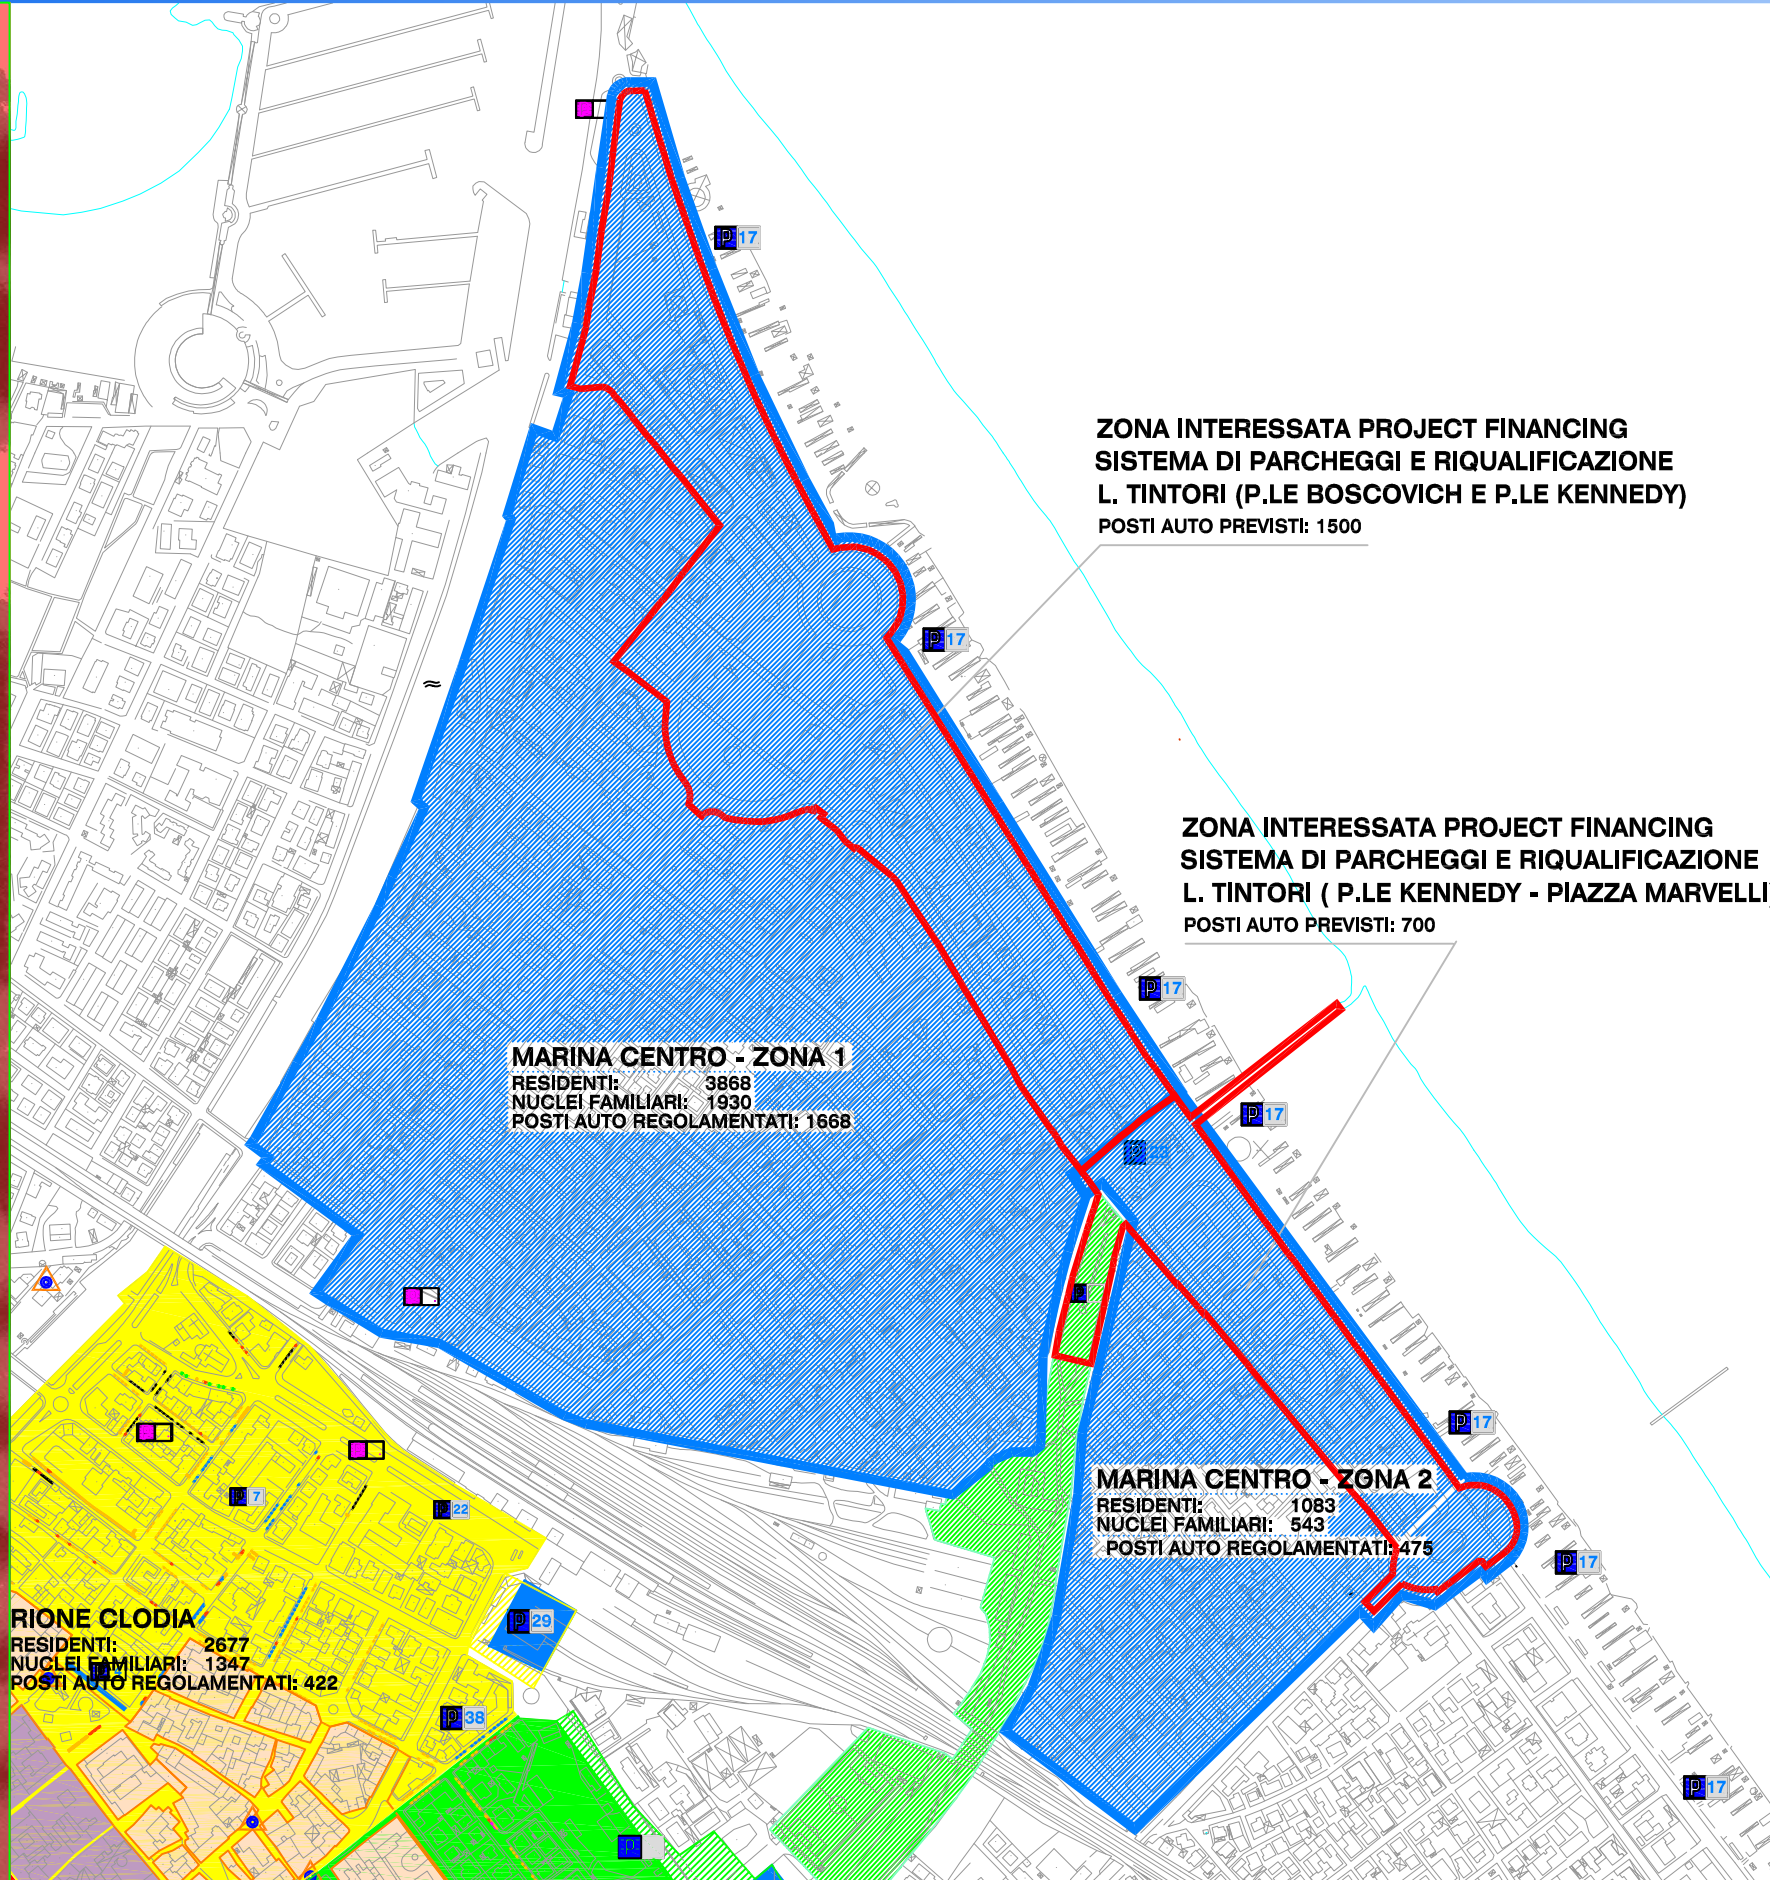 P 17
ZONA INTERESSATA PROJECT FINANCING
SISTEMA DI PARCHEGGI E RIQUALIFICAZIONE
L. TINTORI (P.LE BOSCOVICH E P.LE KENNEDY)
POSTI AUTO PREVISTI: 1500
P 17
ZONA INTERESSATA PROJECT FINANCING
SISTEMA DI PARCHEGGI E RIQUALIFICAZIONE
L. TINTORI ( P.LE KENNEDY - PIAZZA MARVELLI)
POSTI AUTO PREVISTI: 700
P 17
MARINA CENTRO - ZONA 1
RESIDENTI: 3868
NUCLEI FAMILIARI: 1930
POSTI AUTO REGOLAMENTATI: 1668
P 17
P 23
P
P 17
MARINA CENTRO - ZONA 2
RESIDENTI: 1083
NUCLEI FAMILIARI: 543
POSTI AUTO REGOLAMENTATI: 475
P 7
P 22
P 17
P 29
RIONE CLODIA
RESIDENTI: 2677
NUCLEI FAMILIARI: 1347
POSTI AUTO REGOLAMENTATI: 422
P 38
P 17
P